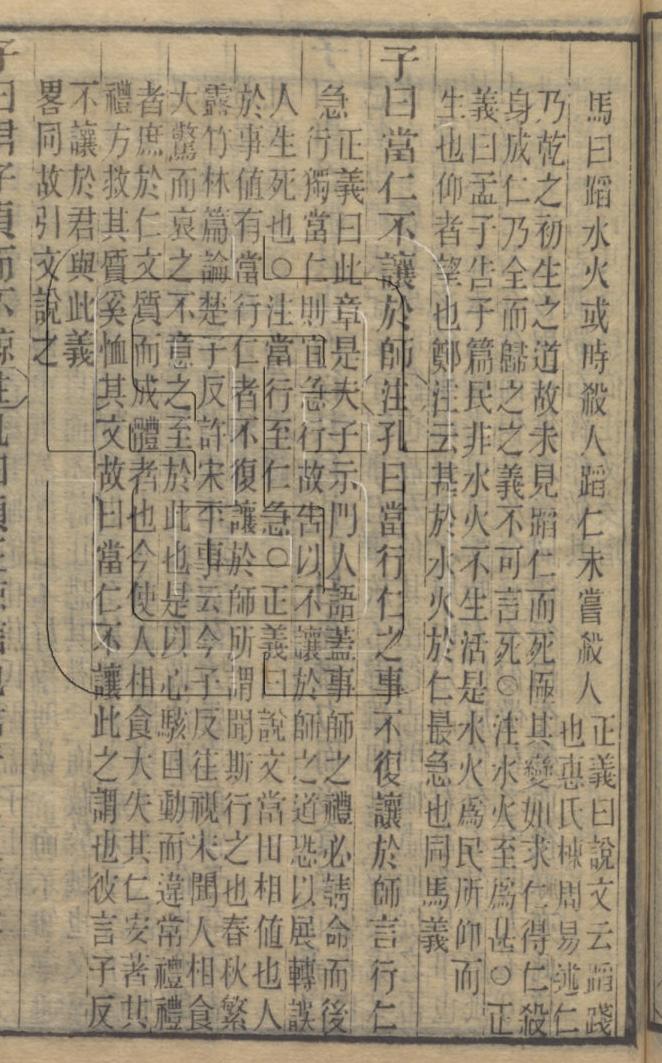 馬曰蹈水火或時殺人蹈仁未嘗殺人
正義曰說文云蹈踐
也惠氏棟周易述仁
乃乾之初生之道故未見蹈仁而死極其變如求仁得仁殺
身成仁乃全而歸之之義不可言死○注水火至爲甚○正
義曰孟子告子篇民非水火不生活是水火爲民所仰而
生也仰者望也鄭注云甚於水火於仁最急也同馬義
子曰當仁不讓於師注孔曰當行仁之事不復讓於師言行仁
急正義曰此章是夫子示門人語蓋事師之禮必請命而後
行獨當仁則宜急行故告以不讓於師之道恐以展轉誤
人生死也○注當行至仁急○正義曰說文當田相值也人
於事值有當行仁者不復讓於師所謂聞斯行之也春秋繁
露竹林篇論楚子反許宋平事云今子反往視宋聞人相食
大驚而哀之不意之至於此也是以心駭目動而違常禮禮
者庶於仁文質而成體者也今使人相食大失其仁安著其
禮方救其質奚恤其文故曰當仁不讓此之謂也彼言子反
不讓於君與此義
畧同故引文說之
子曰君子貞而不諒注孔曰貞正諒信也